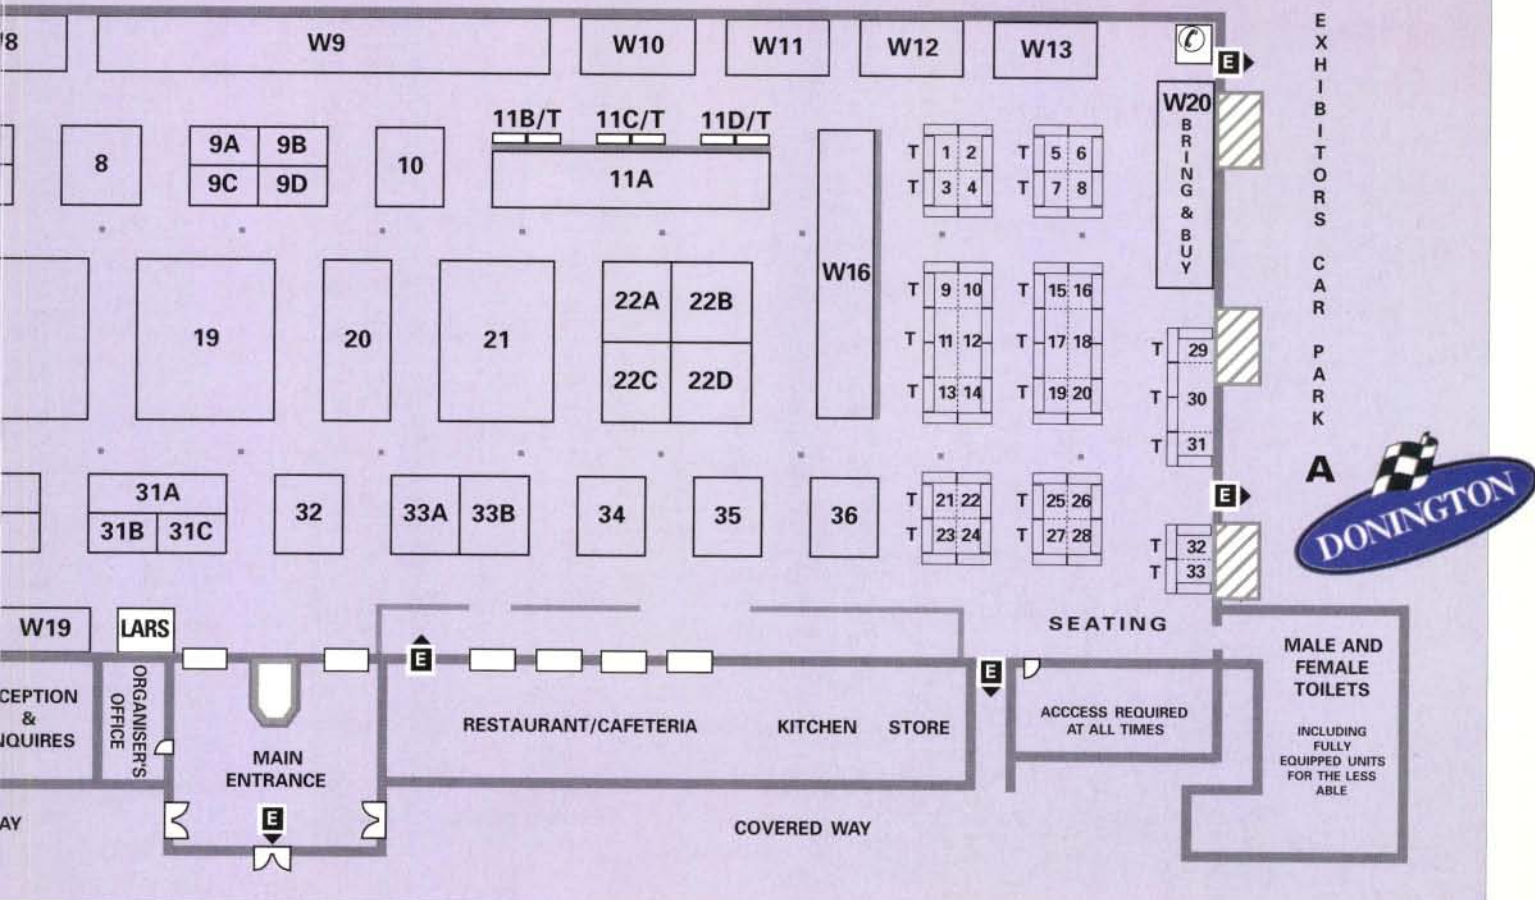 /8
W9
W10
W11
W12
W13
E
EXHIBITORS CAR PARK
W20
BRING & BUY
11B/T
11C/T
11D/T
8
9A
9B
9C
9D
10
11A
W16
T 1 2
T 3 4
T 5 6
T 7 8
19
20
21
22A
22B
22C
22D
T 9 10
T 11 12
T 13 14
T 15 16
T 17 18
T 19 20
T 29
T 30
T 31
31A
31B
31C
32
33A
33B
34
35
36
T 21 22
T 23 24
T 25 26
T 27 28
E
A
DONINGTON
T 32
T 33
W19
LARS
SEATING
E
E
CEPTION
&
NQUIRES
ORGANISER'S
OFFICE
MAIN
ENTRANCE
E
RESTAURANT/CAFETERIA
KITCHEN
STORE
ACCCESS REQUIRED
AT ALL TIMES
MALE AND
FEMALE
TOILETS
INCLUDING
FULLY
EQUIPPED UNITS
FOR THE LESS
ABLE
AY
COVERED WAY